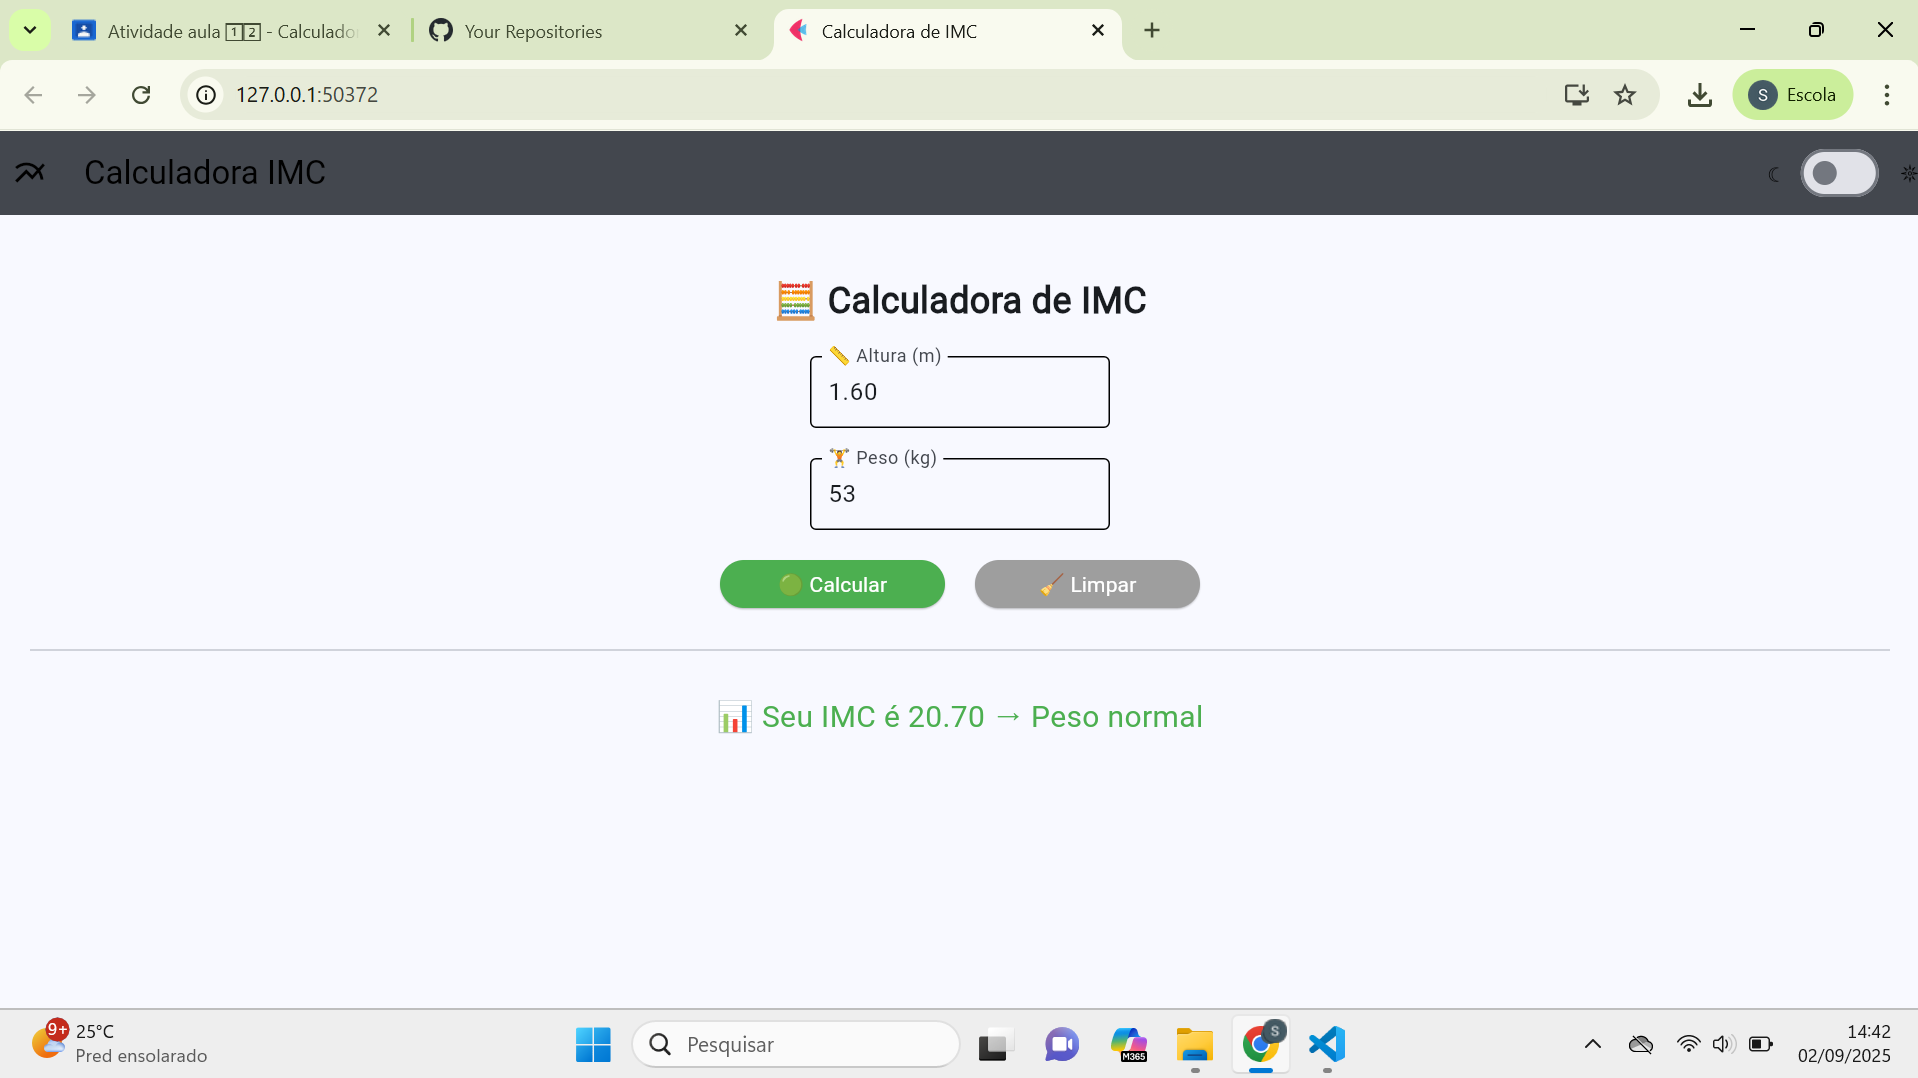 Atividade aula 1️2️ - Calculado
Your Repositories
Calculadora de IMC
127.0.0.1:50372
S
Escola
Calculadora IMC
🧮 Calculadora de IMC
📏 Altura (m)
1.60
🏋 Peso (kg)
53
🟢 Calcular
🧹 Limpar
📊 Seu IMC é 20.70 → Peso normal
9+
25°C
Pred ensolarado
Pesquisar
M365
S
14:42
02/09/2025